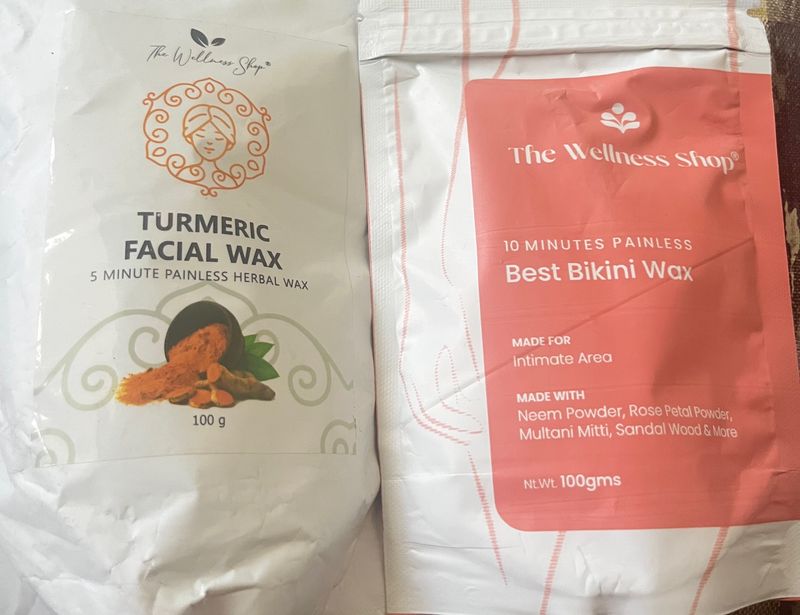 The Wellness Shop®
TURMERIC
FACIAL WAX
5 MINUTE PAINLESS HERBAL WAX
100 g
The Wellness Shop®
10 MINUTES PAINLESS
Best Bikini Wax
MADE FOR
Intimate Area
MADE WITH
Neem Powder, Rose Petal Powder,
Multani Mitti, Sandal Wood & More
Nt.Wt. 100gms